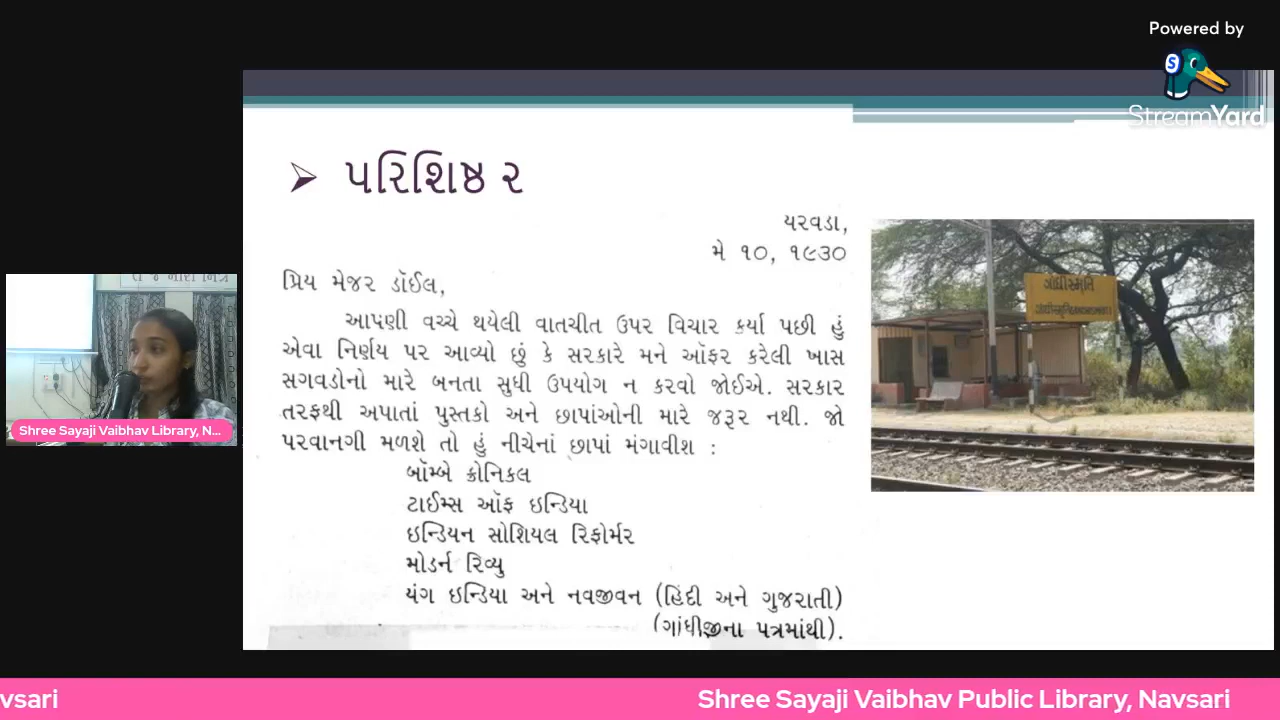 Powered by
S
StreamYard
➢ પરિશિષ્ઠ ૨
યરવડા,
મે ૧૦, ૧૯૩૦
પ્રિય મેજર ડૉઈલ,
આપણી વચ્ચે થયેલી વાતચીત ઉપર વિચાર કર્યા પછી હું
એવા નિર્ણય પર આવ્યો છું કે સરકારે મને ઑફર કરેલી ખાસ
સગવડોનો મારે બનતા સુધી ઉપયોગ ન કરવો જોઈએ. સરકાર
તરફથી અપાતાં પુસ્તકો અને છાપાંઓની મારે જરૂર નથી. જો
પરવાનગી મળશે તો હું નીચેનાં છાપાં મંગાવીશ :
બૉમ્બે ક્રોનિકલ
ટાઈમ્સ ઑફ ઇન્ડિયા
ઇન્ડિયન સોશિયલ રિફોર્મર
મોડર્ન રિવ્યુ
યંગ ઇન્ડિયા અને નવજીવન (હિંદી અને ગુજરાતી)
(ગાંધીજીના પત્રમાંથી).
ગાંધીસ્મૃતિ
Shree Sayaji Vaibhav Library, N...
vsari
Shree Sayaji Vaibhav Public Library, Navsari